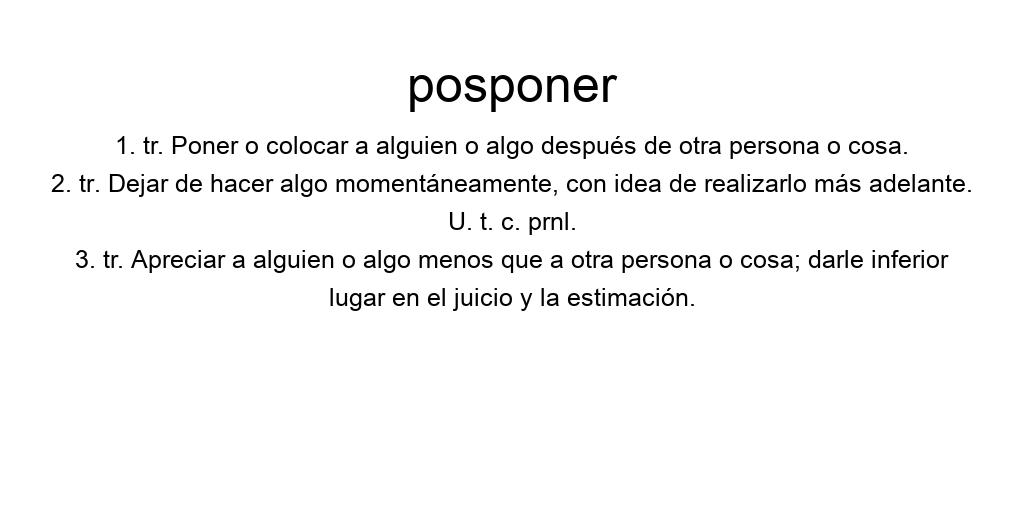 posponer
1. tr. Poner o colocar a alguien o algo después de otra persona o cosa.
2. tr. Dejar de hacer algo momentáneamente, con idea de realizarlo más adelante.
U. t. c. prnl.
3. tr. Apreciar a alguien o algo menos que a otra persona o cosa; darle inferior
lugar en el juicio y la estimación.